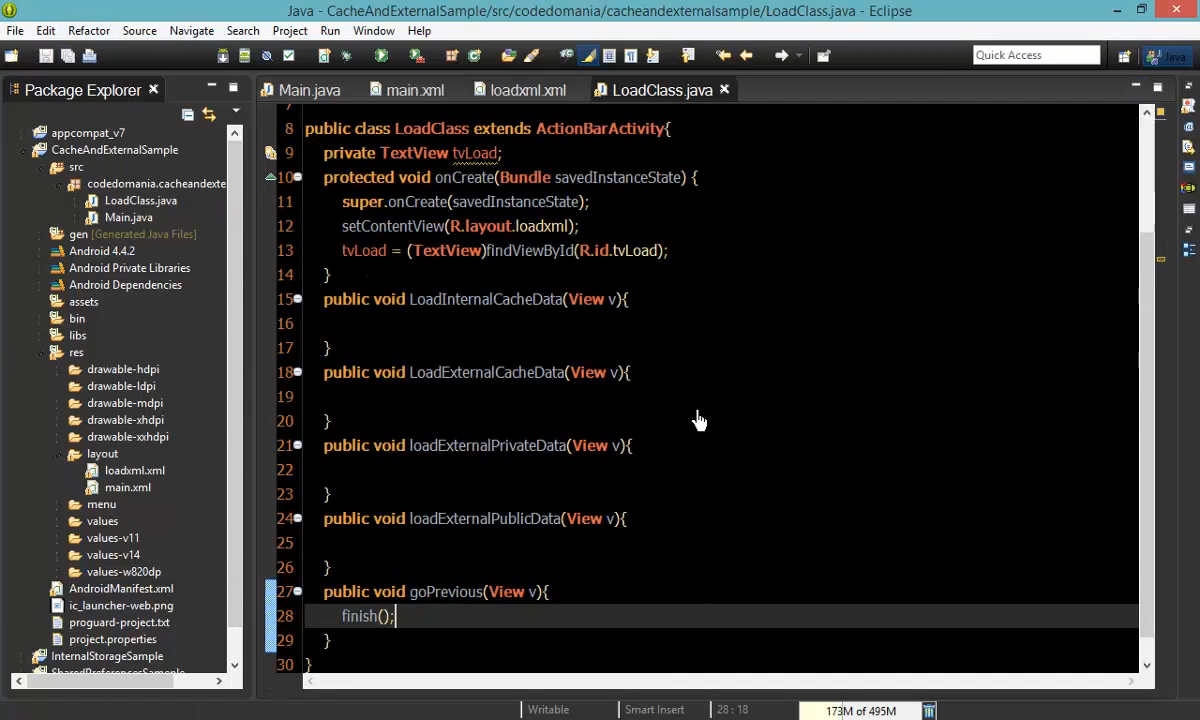 Java - CacheAndExternalSample/src/codedomania/cacheandexternalsample/LoadClass.java - Eclipse
File Edit Refactor Source Navigate Search Project Run Window Help
Quick Access
Java
Package Explorer
Main.java main.xml loadxml.xml LoadClass.java
appcompat_v7
CacheAndExternalSample
src
codedomania.cacheandexte
LoadClass.java
Main.java
gen [Generated Java Files]
Android 4.4.2
Android Private Libraries
Android Dependencies
assets
bin
libs
res
drawable-hdpi
drawable-ldpi
drawable-mdpi
drawable-xhdpi
drawable-xxhdpi
layout
loadxml.xml
main.xml
menu
values
values-v11
values-v14
values-w820dp
AndroidManifest.xml
ic_launcher-web.png
proguard-project.txt
project.properties
InternalStorageSample
8 public class LoadClass extends ActionBarActivity{
9 private TextView tvLoad;
10 protected void onCreate(Bundle savedInstanceState) {
11 super.onCreate(savedInstanceState);
12 setContentView(R.layout.loadxml);
13 tvLoad = (TextView)findViewById(R.id.tvLoad);
14 }
15 public void LoadInternalCacheData(View v){
16
17 }
18 public void LoadExternalCacheData(View v){
19
20 }
21 public void loadExternalPrivateData(View v){
22
23 }
24 public void loadExternalPublicData(View v){
25
26 }
27 public void goPrevious(View v){
28 finish();
29 }
30 }
Writable Smart Insert 28 : 18 173M of 495M